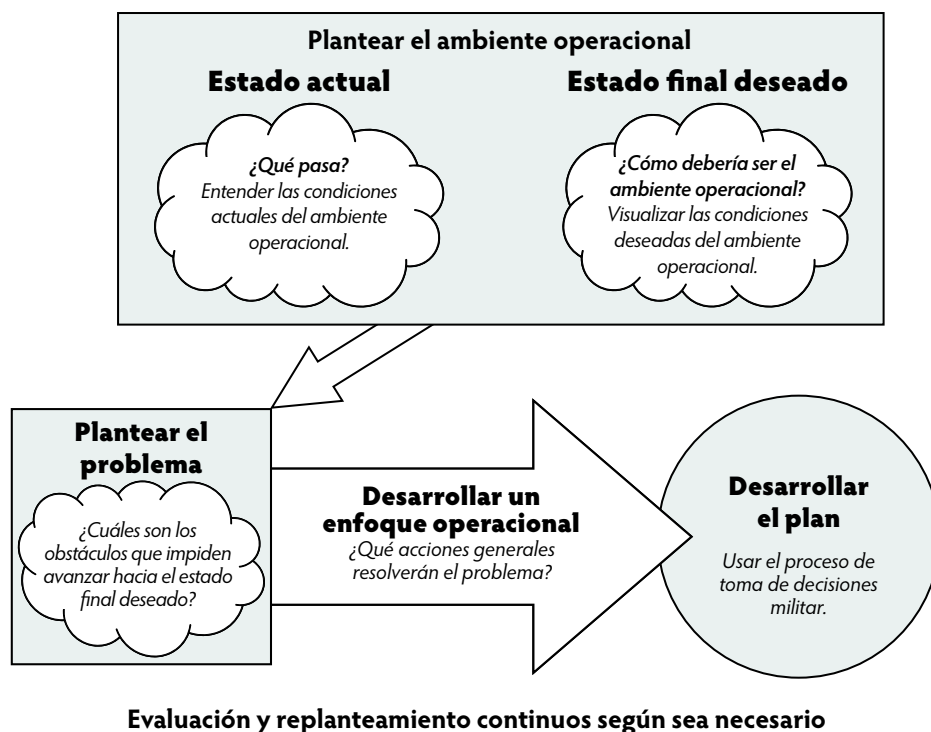 Plantear el ambiente operacional
Estado actual
¿Qué pasa?
Entender las condiciones
actuales del ambiente
operacional.
Estado final deseado
¿Cómo debería ser el
ambiente operacional?
Visualizar las condiciones
deseadas del ambiente
operacional.
Plantear el
problema
¿Cuáles son los
obstáculos que impiden
avanzar hacia el estado
final deseado?
Desarrollar un
enfoque operacional
¿Qué acciones generales
resolverán el problema?
Desarrollar
el plan
Usar el proceso de
toma de decisiones
militar.
Evaluación y replanteamiento continuos según sea necesario